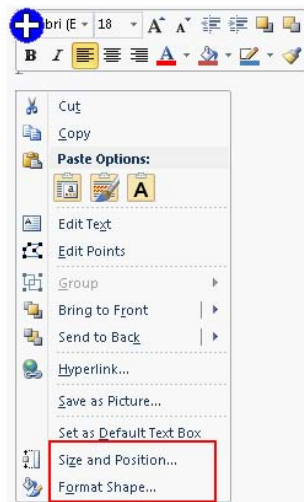 bri (E 18 A A
B I A
Cut
Copy
Paste Options:
a A
Edit Text
Edit Points
Group
Bring to Front
Send to Back
Hyperlink...
Save as Picture...
Set as Default Text Box
Size and Position...
Format Shape...